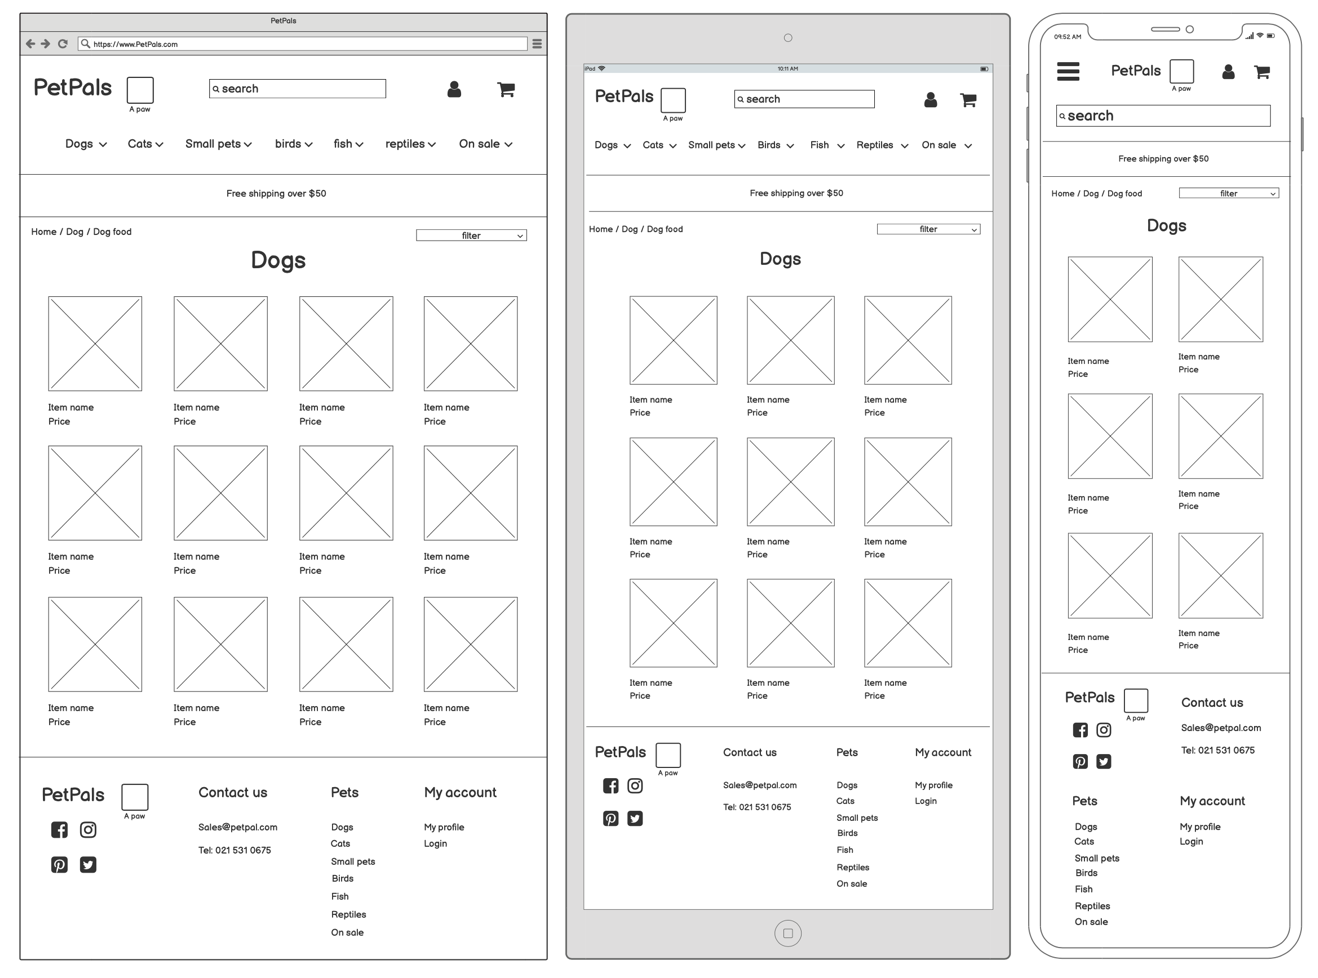 PetPals
https://www.PetPals.com
PetPals
A paw
search
Dogs Cats Small pets birds fish reptiles On sale
Free shipping over $50
Home / Dog / Dog food
filter
Dogs
Item name Item name Item name Item name
Price Price Price Price
Item name Item name Item name Item name
Price Price Price Price
Item name Item name Item name Item name
Price Price Price Price
PetPals
A paw
Contact us
Sales@petpal.com
Tel: 021 531 0675
Pets
Dogs
Cats
Small pets
Birds
Fish
Reptiles
On sale
My account
My profile
Login
iPod 10:11 AM
PetPals
A paw
search
Dogs Cats Small pets Birds Fish Reptiles On sale
Free shipping over $50
Home / Dog / Dog food
filter
Dogs
Item name Item name Item name
Price Price Price
Item name Item name Item name
Price Price Price
Item name Item name Item name
Price Price Price
PetPals
A paw
Contact us
Sales@petpal.com
Tel: 021 531 0675
Pets
Dogs
Cats
Small pets
Birds
Fish
Reptiles
On sale
My account
My profile
Login
09:52 AM
PetPals
A paw
search
Free shipping over $50
Home / Dog / Dog food
filter
Dogs
Item name Item name
Price Price
Item name Item name
Price Price
Item name Item name
Price Price
PetPals
A paw
Contact us
Sales@petpal.com
Tel: 021 531 0675
Pets
Dogs
Cats
Small pets
Birds
Fish
Reptiles
On sale
My account
My profile
Login